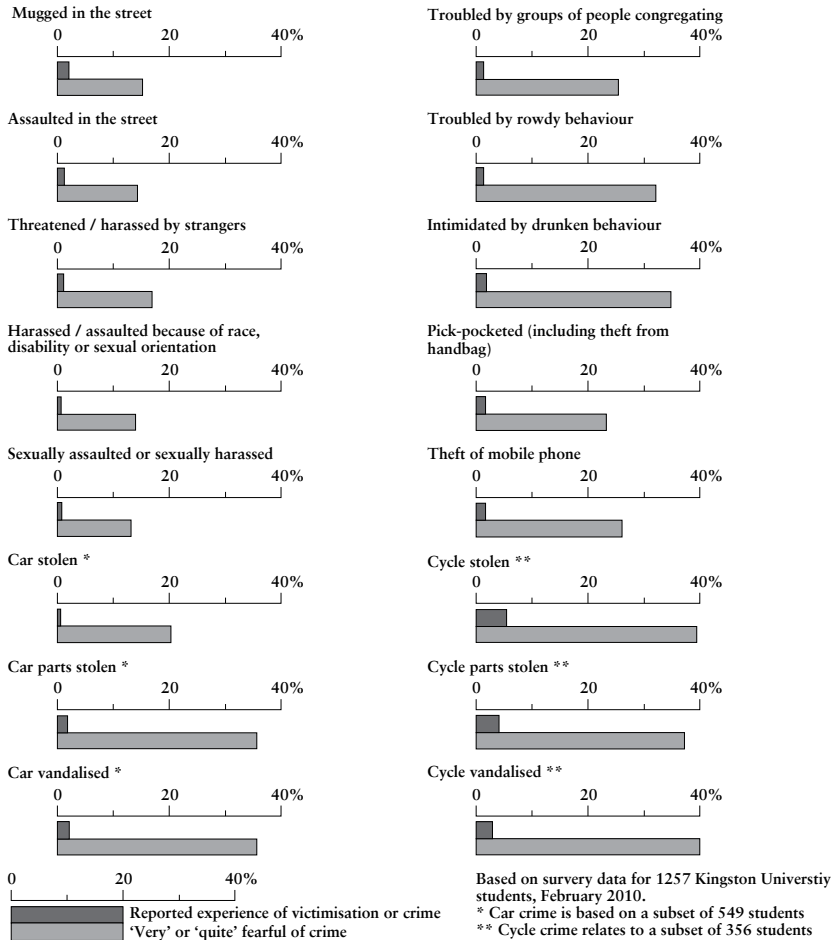 Mugged in the street
0 20 40%
Assaulted in the street
0 20 40%
Threatened / harassed by strangers
0 20 40%
Harassed / assaulted because of race,
disability or sexual orientation
0 20 40%
Sexually assaulted or sexually harassed
0 20 40%
Car stolen *
0 20 40%
Car parts stolen *
0 20 40%
Car vandalised *
0 20 40%
Troubled by groups of people congregating
0 20 40%
Troubled by rowdy behaviour
0 20 40%
Intimidated by drunken behaviour
0 20 40%
Pick-pocketed (including theft from
handbag)
0 20 40%
Theft of mobile phone
0 20 40%
Cycle stolen **
0 20 40%
Cycle parts stolen **
0 20 40%
Cycle vandalised **
0 20 40%
0 20 40%
Reported experience of victimisation or crime
‘Very’ or ‘quite’ fearful of crime
Based on survery data for 1257 Kingston Universtiy
students, February 2010.
* Car crime is based on a subset of 549 students
** Cycle crime relates to a subset of 356 students